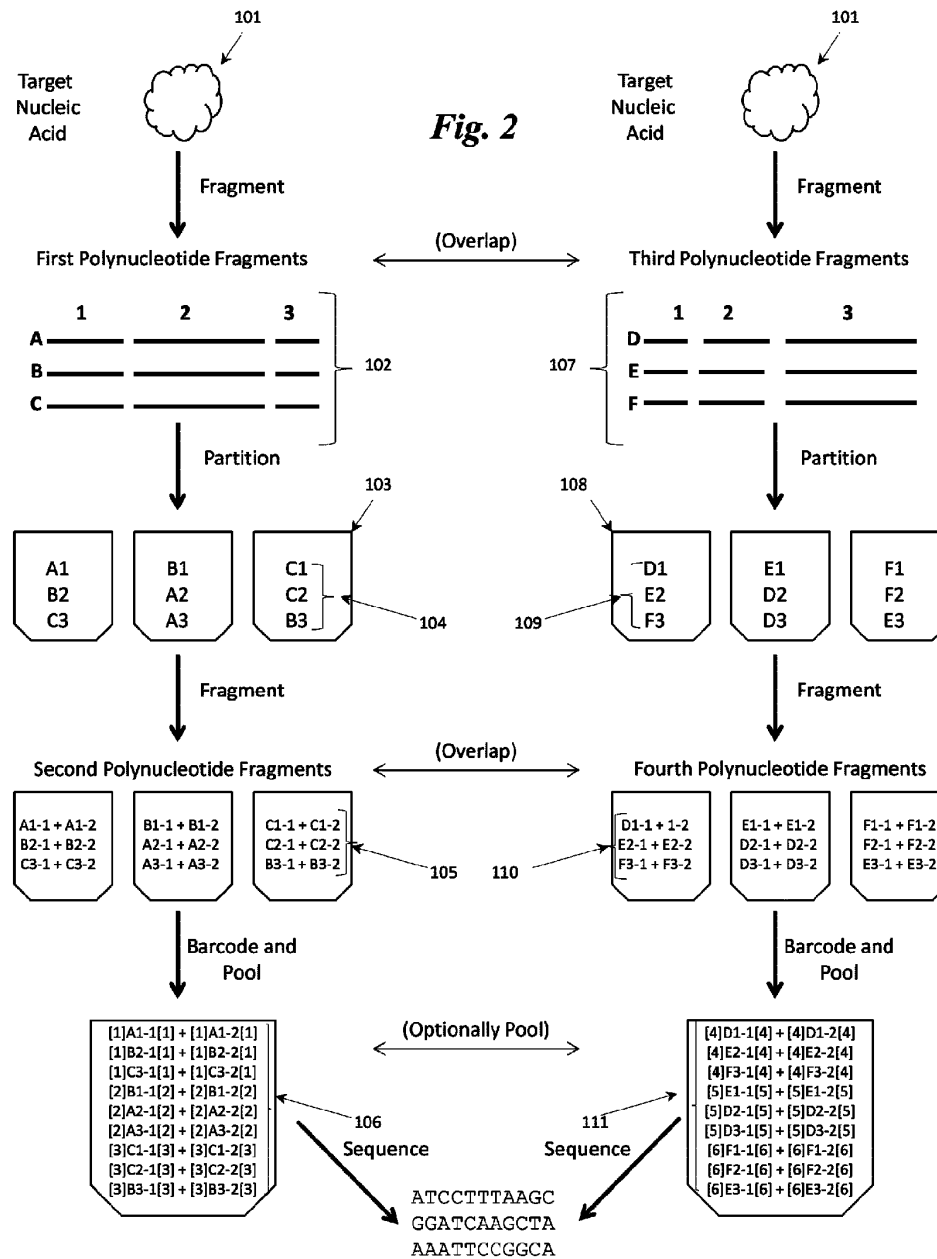 101
101
Target
Nucleic
Acid
Target
Nucleic
Acid
Fig. 2
Fragment
Fragment
First Polynucleotide Fragments
(Overlap)
Third Polynucleotide Fragments
1 2 3
A
B
C
102
1 2 3
D
E
F
107
Partition
Partition
103
108
A1
B2
C3
B1
A2
A3
C1
C2
B3
104
D1
E2
F3
109
E1
D2
D3
F1
F2
E3
Fragment
Fragment
Second Polynucleotide Fragments
(Overlap)
Fourth Polynucleotide Fragments
A1-1 + A1-2
B2-1 + B2-2
C3-1 + C3-2
B1-1 + B1-2
A2-1 + A2-2
A3-1 + A3-2
C1-1 + C1-2
C2-1 + C2-2
B3-1 + B3-2
105
110
D1-1 + 1-2
E2-1 + E2-2
F3-1 + F3-2
E1-1 + E1-2
D2-1 + D2-2
D3-1 + D3-2
F1-1 + F1-2
F2-1 + F2-2
E3-1 + E3-2
Barcode and
Pool
Barcode and
Pool
[1]A1-1[1] + [1]A1-2[1]
[1]B2-1[1] + [1]B2-2[1]
[1]C3-1[1] + [1]C3-2[1]
[2]B1-1[2] + [2]B1-2[2]
[2]A2-1[2] + [2]A2-2[2]
[2]A3-1[2] + [2]A3-2[2]
[3]C1-1[3] + [3]C1-2[3]
[3]C2-1[3] + [3]C2-2[3]
[3]B3-1[3] + [3]B3-2[3]
(Optionally Pool)
[4]D1-1[4] + [4]D1-2[4]
[4]E2-1[4] + [4]E2-2[4]
[4]F3-1[4] + [4]F3-2[4]
[5]E1-1[5] + [5]E1-2[5]
[5]D2-1[5] + [5]D2-2[5]
[5]D3-1[5] + [5]D3-2[5]
[6]F1-1[6] + [6]F1-2[6]
[6]F2-1[6] + [6]F2-2[6]
[6]E3-1[6] + [6]E3-2[6]
106
111
Sequence
Sequence
ATCCTTTAAGC
GGATCAAGCTA
AAATTCCGGCA